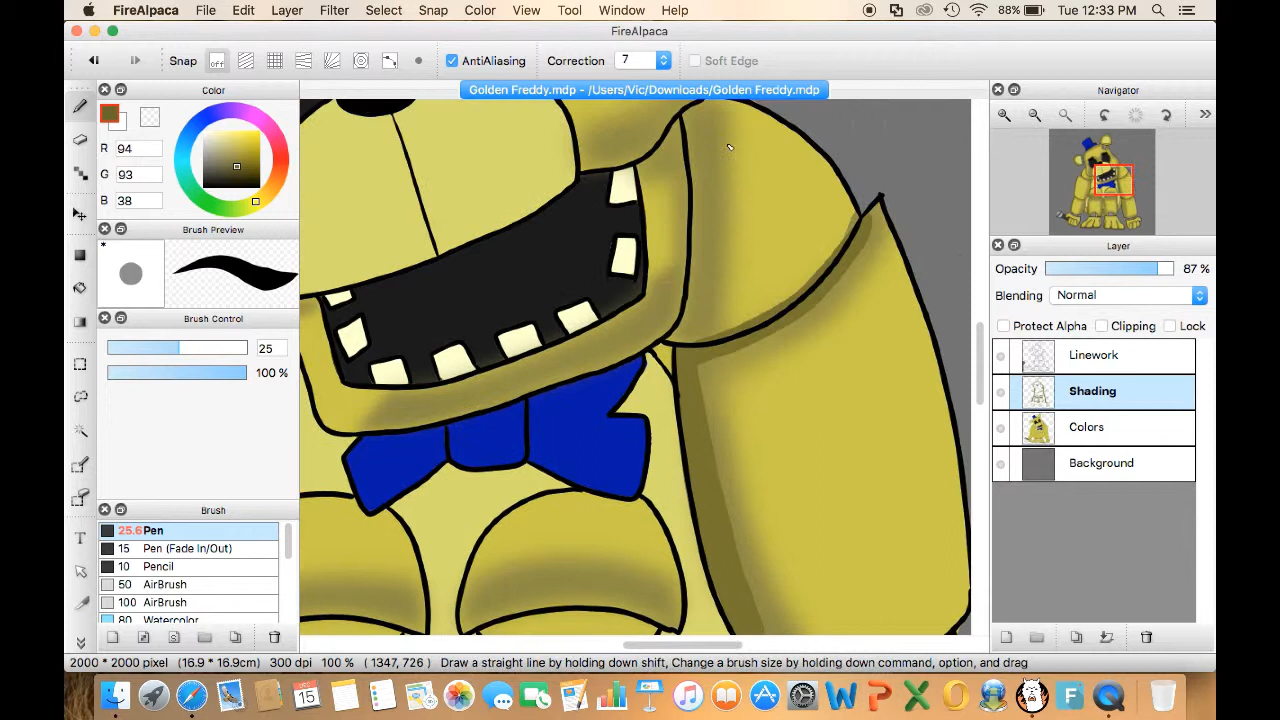 FireAlpaca File Edit Layer Filter Select Snap Color View Tool Window Help 88% Tue 12:33 PM
FireAlpaca
Snap off AntiAliasing Correction 7 Soft Edge
Color Golden Freddy.mdp - /Users/Vic/Downloads/Golden Freddy.mdp Navigator
R 94
G 93
B 38
Brush Preview
Layer
Opacity 87 %
Blending Normal
Brush Control
Protect Alpha Clipping Lock
25
100 %
Linework
Shading
Colors
Background
Brush
25.6 Pen
15 Pen (Fade In/Out)
10 Pencil
50 AirBrush
100 AirBrush
80 Watercolor
2000 * 2000 pixel (16.9 * 16.9cm) 300 dpi 100 % (1347, 726) Draw a straight line by holding down shift, Change a brush size by holding down command, option, and drag